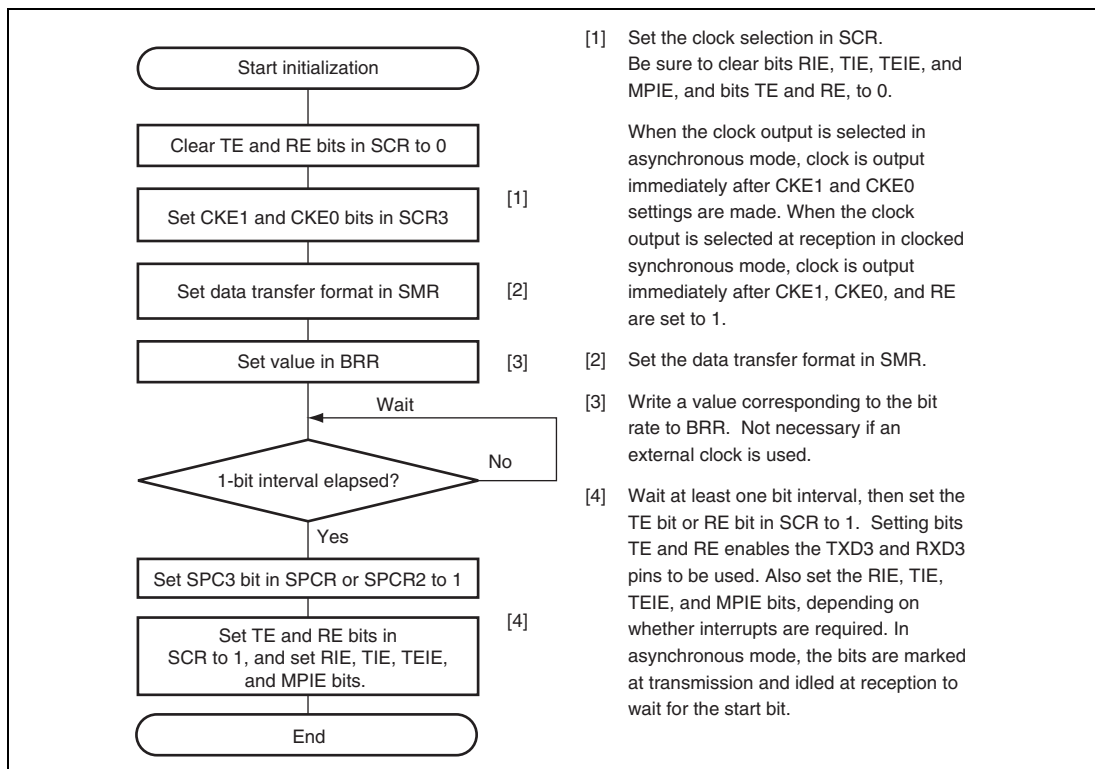 Start initialization
Clear TE and RE bits in SCR to 0
Set CKE1 and CKE0 bits in SCR3
[1]
Set data transfer format in SMR
[2]
Set value in BRR
[3]
Wait
1-bit interval elapsed?
No
Yes
Set SPC3 bit in SPCR or SPCR2 to 1
Set TE and RE bits in
SCR to 1, and set RIE, TIE, TEIE,
and MPIE bits.
[4]
End
[1] Set the clock selection in SCR.
Be sure to clear bits RIE, TIE, TEIE, and
MPIE, and bits TE and RE, to 0.
When the clock output is selected in
asynchronous mode, clock is output
immediately after CKE1 and CKE0
settings are made. When the clock
output is selected at reception in clocked
synchronous mode, clock is output
immediately after CKE1, CKE0, and RE
are set to 1.
[2] Set the data transfer format in SMR.
[3] Write a value corresponding to the bit
rate to BRR. Not necessary if an
external clock is used.
[4] Wait at least one bit interval, then set the
TE bit or RE bit in SCR to 1. Setting bits
TE and RE enables the TXD3 and RXD3
pins to be used. Also set the RIE, TIE,
TEIE, and MPIE bits, depending on
whether interrupts are required. In
asynchronous mode, the bits are marked
at transmission and idled at reception to
wait for the start bit.